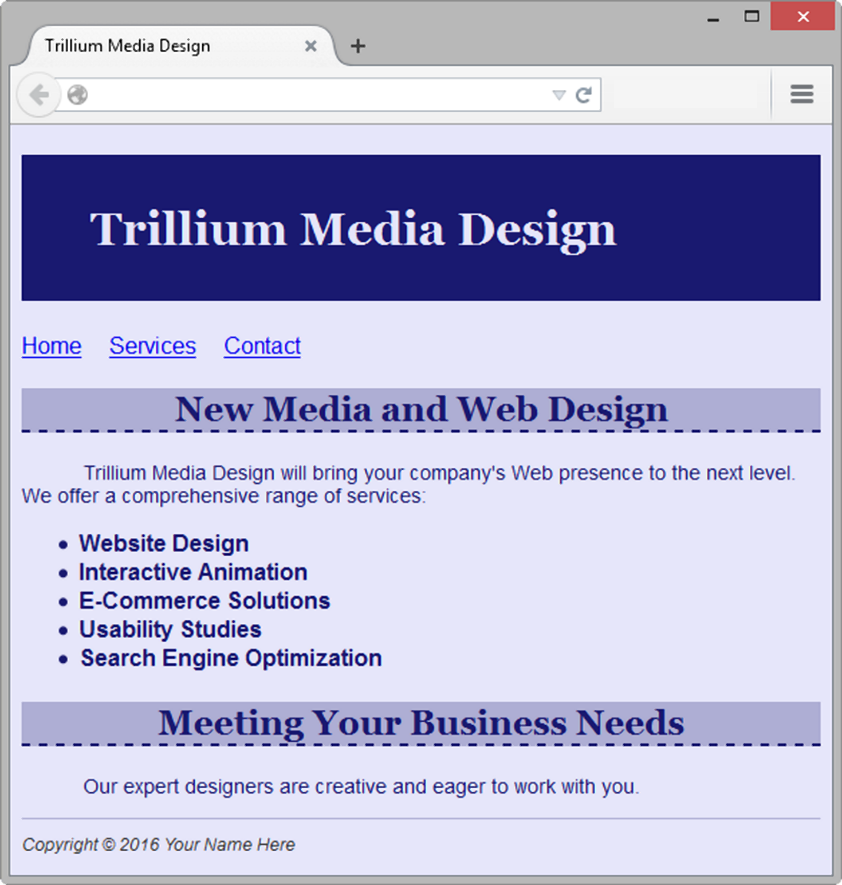 Trillium Media Design
Trillium Media Design
Home Services Contact
New Media and Web Design
Trillium Media Design will bring your company's Web presence to the next level.
We offer a comprehensive range of services:
• Website Design
• Interactive Animation
• E-Commerce Solutions
• Usability Studies
• Search Engine Optimization
Meeting Your Business Needs
Our expert designers are creative and eager to work with you.
Copyright © 2016 Your Name Here